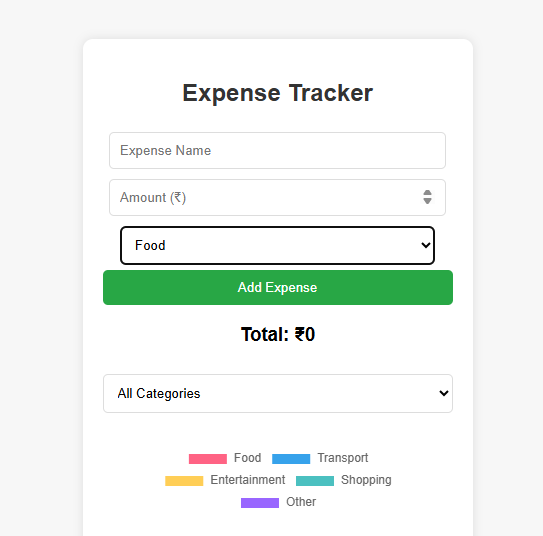 Expense Tracker
Expense Name
Amount (₹)
Food
Add Expense
Total: ₹0
All Categories
Food Transport
Entertainment Shopping
Other